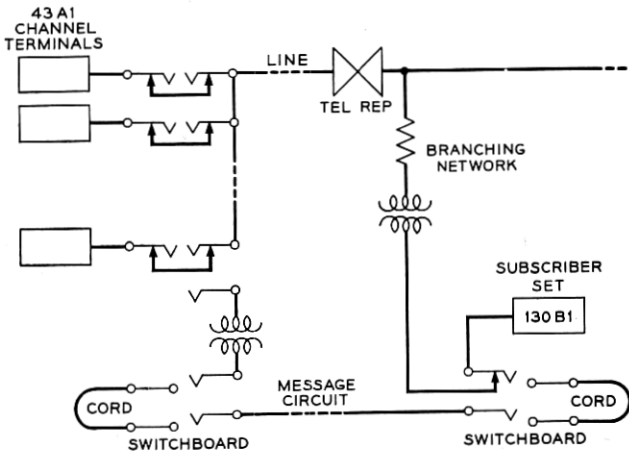 43 A1
CHANNEL
TERMINALS
LINE
TEL REP
BRANCHING
NETWORK
SUBSCRIBER
SET
130 B1
MESSAGE
CIRCUIT
CORD
CORD
SWITCHBOARD
SWITCHBOARD